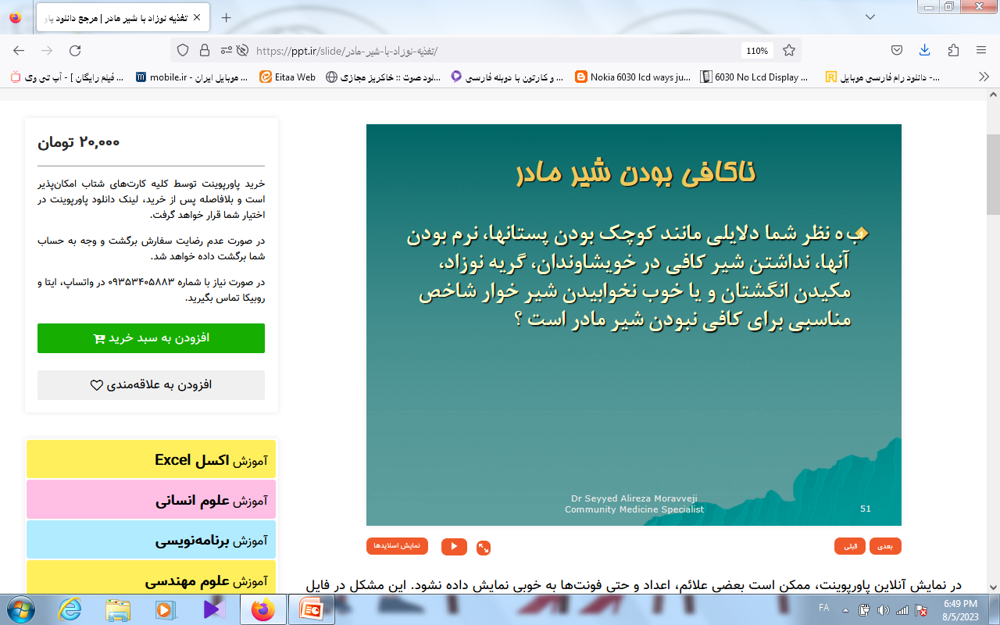 تغذیه نوزاد با شیر مادر | مرجع دانلود پاو
https://ppt.ir/slide/تغذیه-نوزاد-با-شیر-مادر/
110%
فیلم رایگان ] - آپ تی وی ...
mobile.ir - موبایل ایران ...
Eitaa Web
لود صوت :: خاکریز مجازی...
و کارتون با دوبله فارسی ...
Nokia 6030 lcd ways ju...
6030 No Lcd Display ...
دانلود رام فارسی موبایل -...
۲۰,۰۰۰ تومان
خرید پاورپوینت توسط کلیه کارت‌های شتاب امکان‌پذیر
است و بلافاصله پس از خرید، لینک دانلود پاورپوینت در
اختیار شما قرار خواهد گرفت.
در صورت عدم رضایت سفارش برگشت و وجه به حساب
شما برگشت داده خواهد شد.
در صورت نیاز با شماره ۰۹۳۵۳۴۰۵۸۸۳ در واتساپ، ایتا و
روبیکا تماس بگیرید.
افزودن به سبد خرید
افزودن به علاقه‌مندی
آموزش اکسل Excel
آموزش علوم انسانی
آموزش برنامه‌نویسی
آموزش علوم مهندسی
ناکافی بودن شیر مادر
ب ه نظر شما دلایلی مانند کوچک بودن پستانها، نرم بودن
آنها، نداشتن شیر کافی در خویشاوندان، گریه نوزاد،
مکیدن انگشتان و یا خوب نخوابیدن شیر خوار شاخص
مناسبی برای کافی نبودن شیر مادر است ؟
Dr Seyyed Alireza Moravveji
Community Medicine Specialist
51
نمایش اسلایدها
قبلی
بعدی
در نمایش آنلاین پاورپوینت، ممکن است بعضی علائم، اعداد و حتی فونت‌ها به خوبی نمایش داده نشود. این مشکل در فایل
FA
6:49 PM
8/5/2023